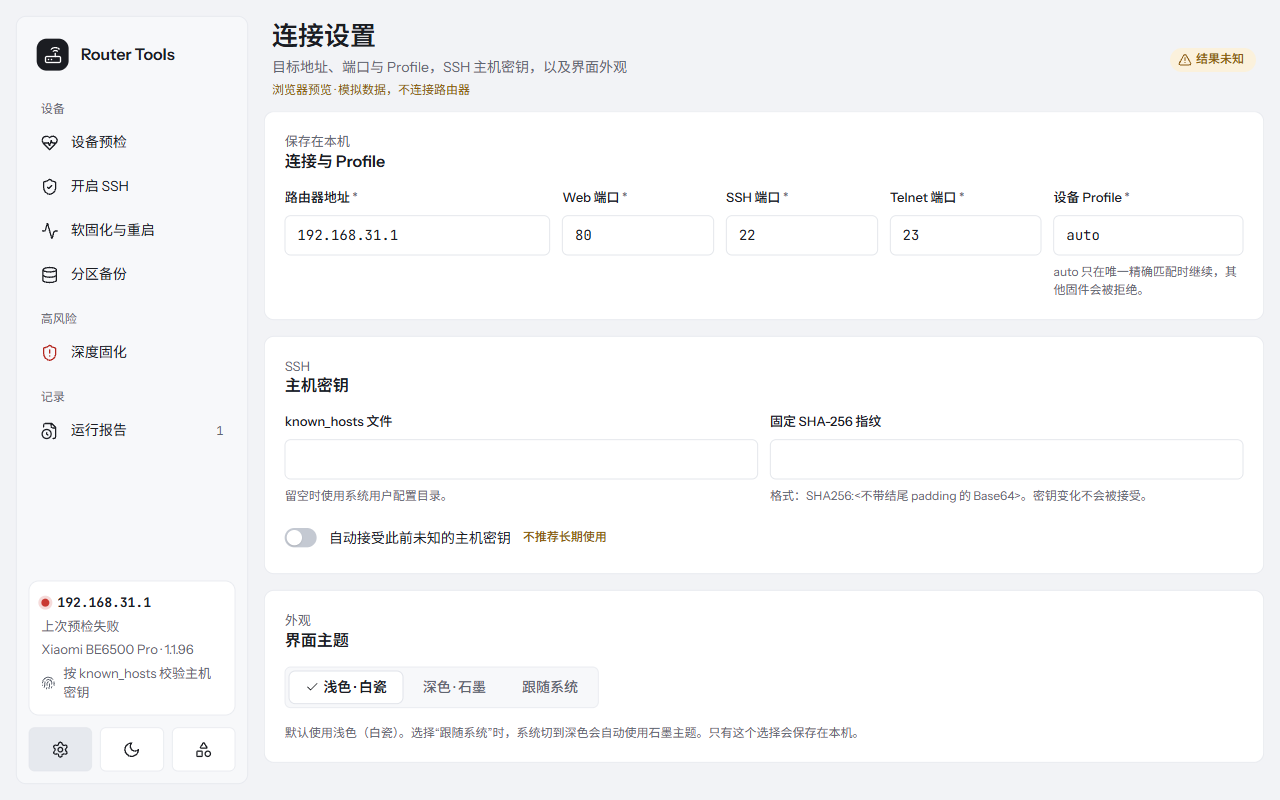 Router Tools
设备
设备预检
开启 SSH
软固化与重启
分区备份
高风险
深度固化
记录
运行报告 1
192.168.31.1
上次预检失败
Xiaomi BE6500 Pro · 1.1.96
按 known_hosts 校验主机
密钥
连接设置
目标地址、端口与 Profile，SSH 主机密钥，以及界面外观
浏览器预览 · 模拟数据，不连接路由器
结果未知
保存在本机
连接与 Profile
路由器地址 * Web 端口 * SSH 端口 * Telnet 端口 * 设备 Profile *
192.168.31.1 80 22 23 auto
auto 只在唯一精确匹配时继续，其
他固件会被拒绝。
SSH
主机密钥
known_hosts 文件 固定 SHA-256 指纹
留空时使用系统用户配置目录。 格式：SHA256:<不带结尾 padding 的 Base64>。密钥变化不会被接受。
自动接受此前未知的主机密钥 不推荐长期使用
外观
界面主题
浅色 · 白瓷 深色 · 石墨 跟随系统
默认使用浅色（白瓷）。选择“跟随系统”时，系统切到深色会自动使用石墨主题。只有这个选择会保存在本机。